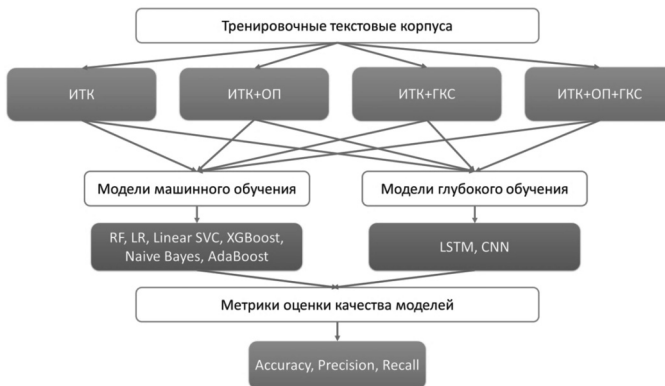 Тренировочные текстовые корпуса
ИТК
ИТК+ОП
ИТК+ГКС
ИТК+ОП+ГКС
Модели машинного обучения
Модели глубокого обучения
RF, LR, Linear SVC, XGBoost,
Naive Bayes, AdaBoost
LSTM, CNN
Метрики оценки качества моделей
Accuracy, Precision, Recall